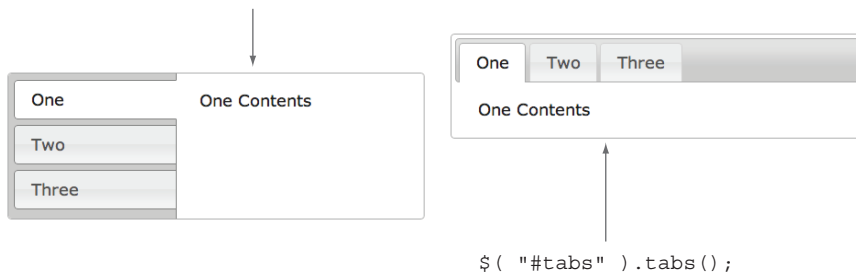 One
One Contents
Two
Three
One Two Three
One Contents
$( "#tabs" ).tabs();